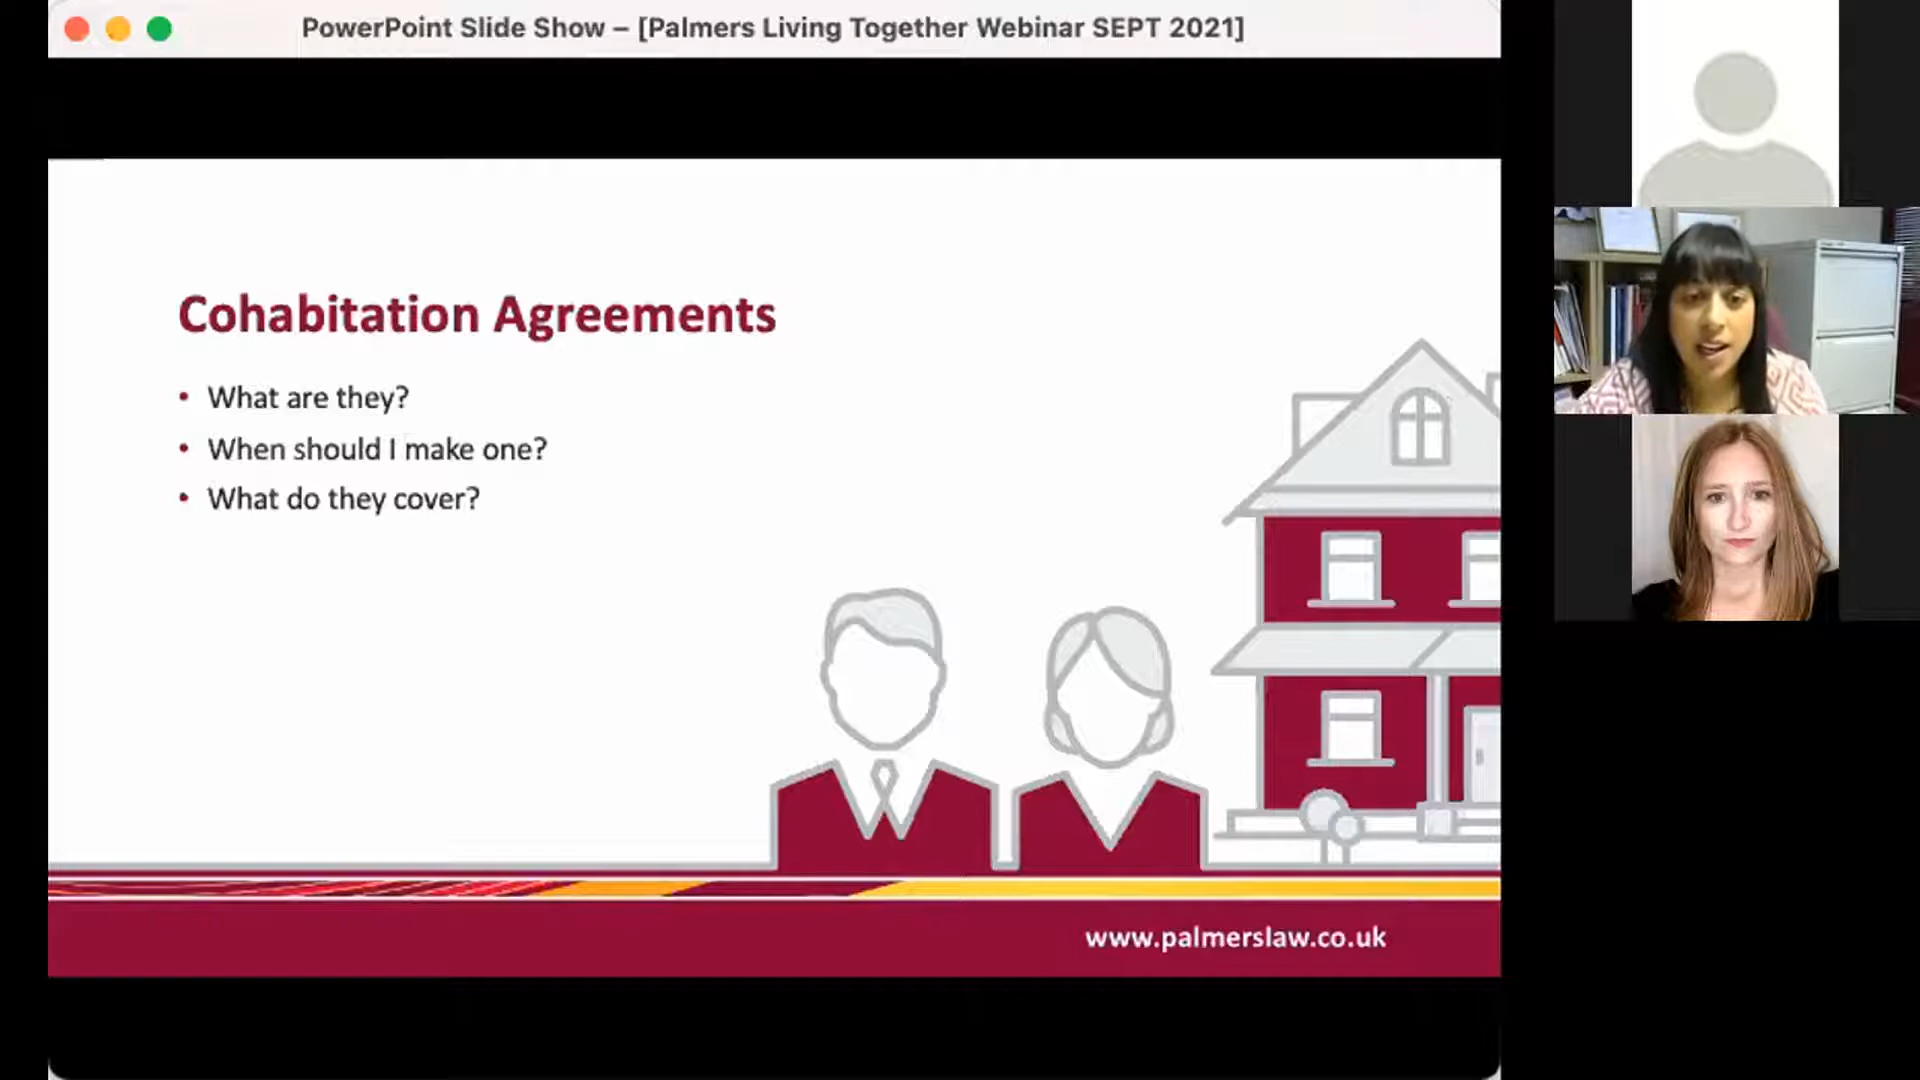 PowerPoint Slide Show – [Palmers Living Together Webinar SEPT 2021]
Cohabitation Agreements
• What are they?
• When should I make one?
• What do they cover?
www.palmerslaw.co.uk